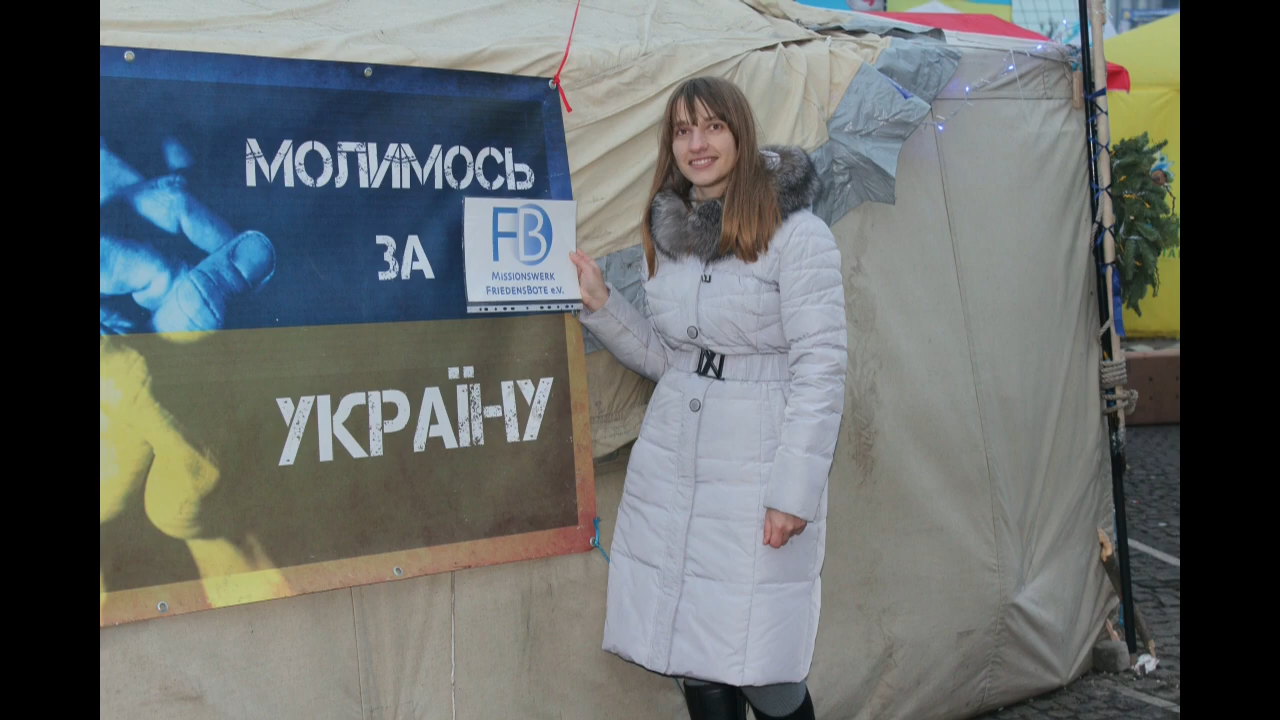 МОЛИМОСЬ
ЗА
FB
MISSIONSWERK
FRIEDENSBOTE e.V.
УКРАЇНУ